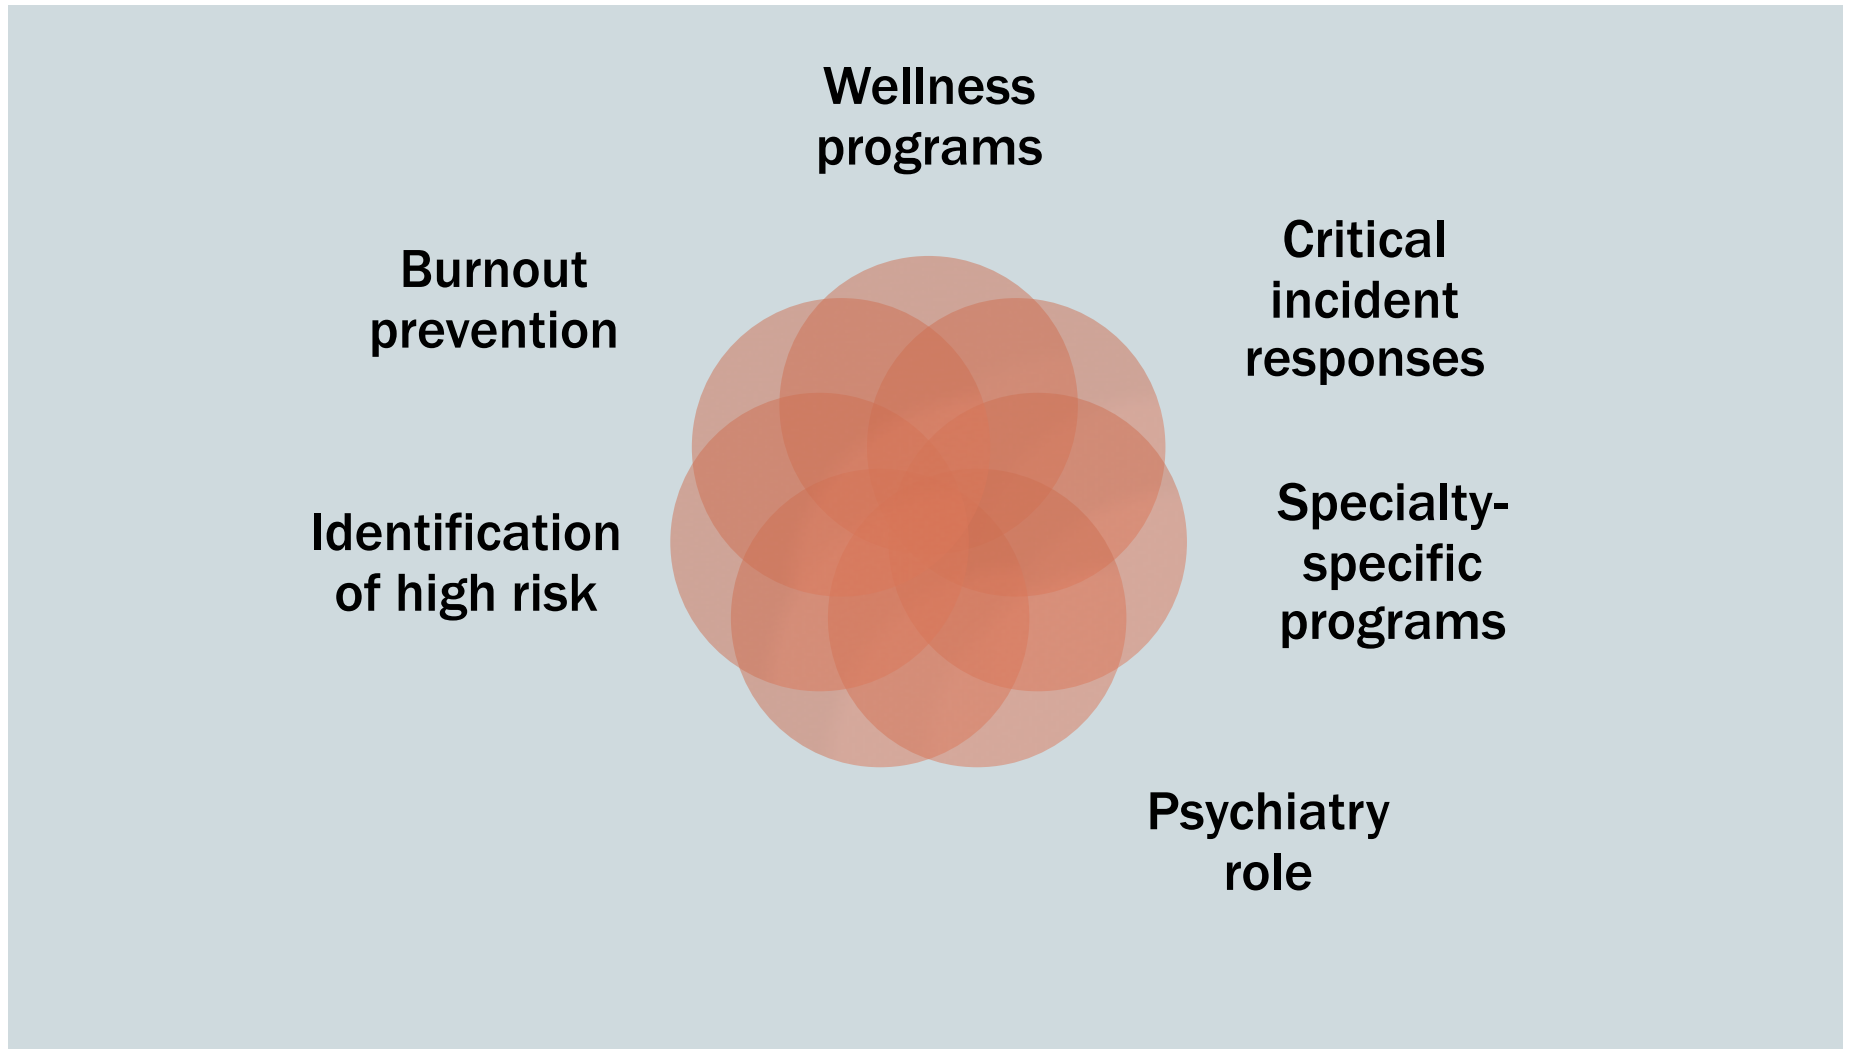 Wellness
programs
Critical
incident
responses
Specialty-
specific
programs
Psychiatry
role
Identification
of high risk
Burnout
prevention